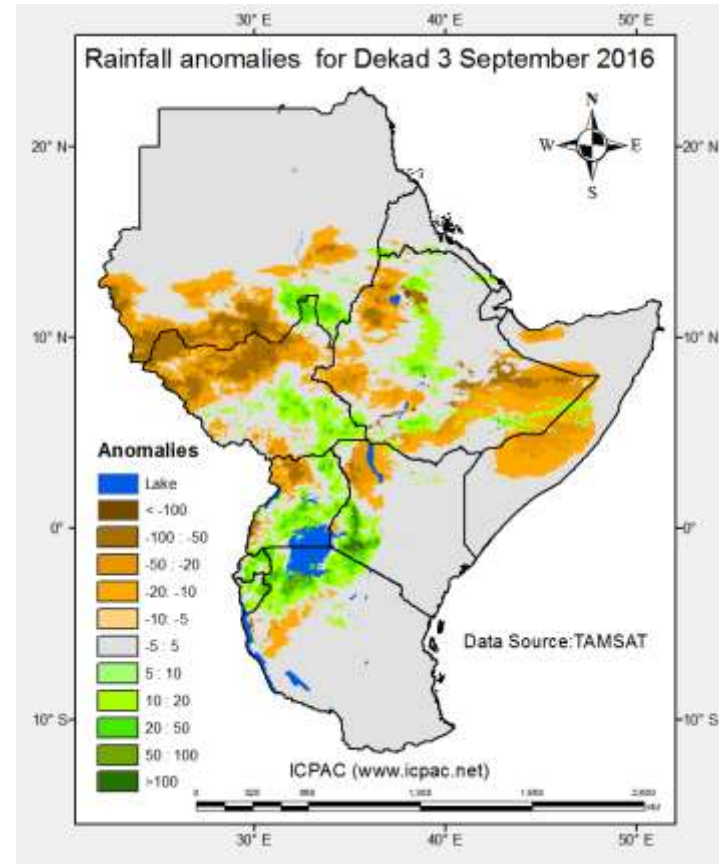 30° E 40° E 50° E
Rainfall anomalies for Dekad 3 September 2016
N
W E
S
20° N 20° N
10° N 10° N
Anomalies
Lake
< -100
-100 : -50
-50 : -20
-20: -10
-10: -5
-5 : 5
5 : 10
10 : 20
20 : 50
50 : 100
>100
0° 0°
Data Source:TAMSAT
10° S 10° S
ICPAC (www.icpac.net)
0
30° E 40° E 50° E